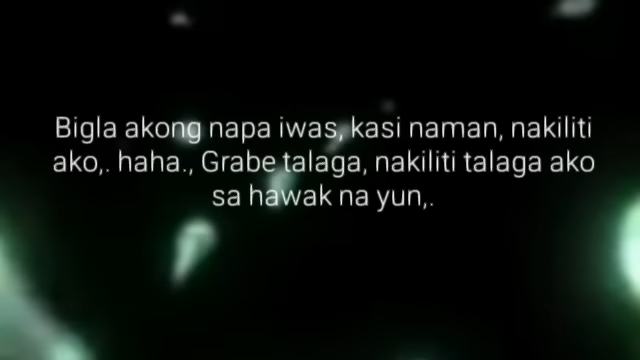 Bigla akong napa iwas, kasi naman, nakiliti
ako,. haha., Grabe talaga, nakiliti talaga ako
sa hawak na yun,.